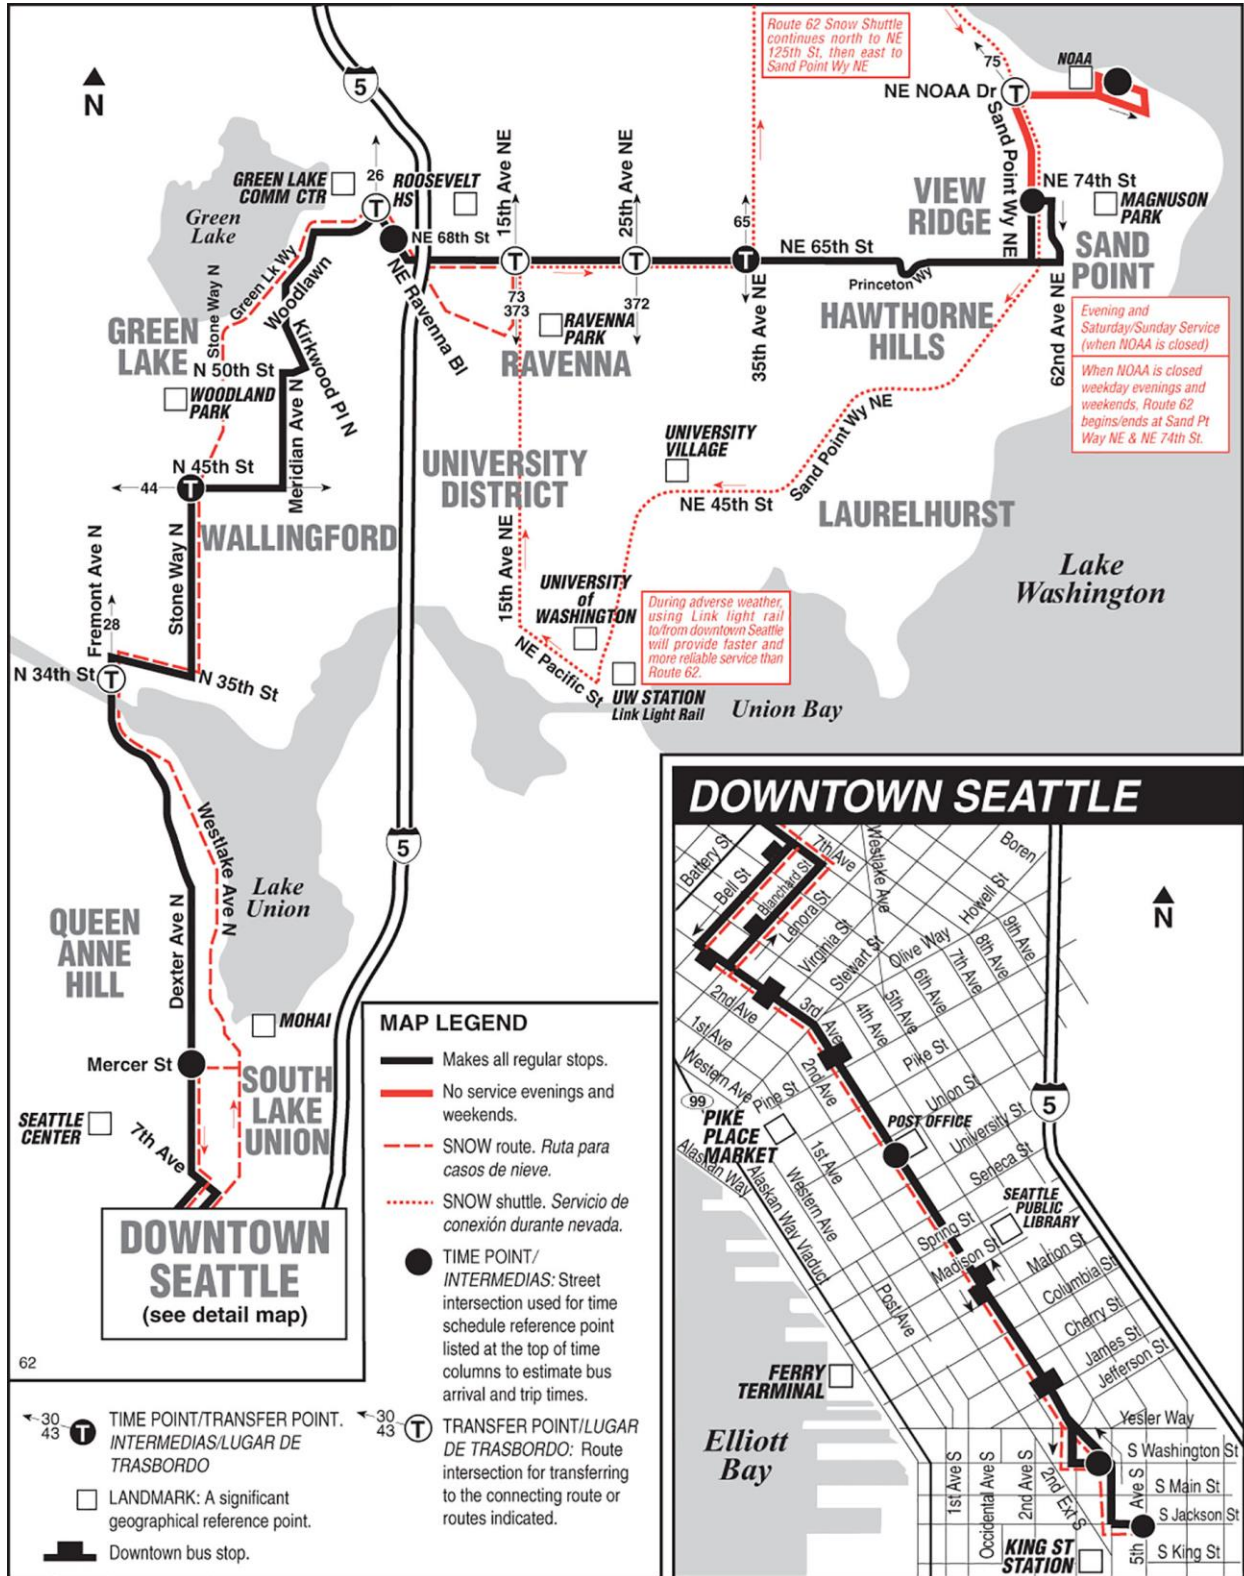 Route 62 Snow Shuttle
continues north to NE
125th St, then east to
Sand Point Wy NE
N
5
75
NOAA
NE NOAA Dr
T
Sand Point Wy NE
GREEN LAKE
COMM CTR
26
ROOSEVELT
HS
15th Ave NE
25th Ave NE
VIEW
RIDGE
NE 74th St
MAGNUSON
PARK
Green
Lake
T
NE 68th St
65
NE 65th St
SAND
POINT
T
T
T
Princeton Wy
Stone Way N
Green Lk Wy
Woodlawn
NE Ravenna Bl
73
373
372
35th Ave NE
HAWTHORNE
HILLS
62nd Ave NE
GREEN
LAKE
Kirkwood Pl N
RAVENNA
PARK
RAVENNA
Evening and
Saturday/Sunday Service
(when NOAA is closed)
When NOAA is closed
weekday evenings and
weekends, Route 62
begins/ends at Sand Pt
Way NE & NE 74th St.
N 50th St
WOODLAND
PARK
Meridian Ave N
N 45th St
44
T
WALLINGFORD
UNIVERSITY
DISTRICT
UNIVERSITY
VILLAGE
Sand Point Wy NE
NE 45th St
LAURELHURST
Lake
Washington
Fremont Ave N
28
Stone Way N
15th Ave NE
UNIVERSITY
of
WASHINGTON
During adverse weather,
using Link light rail
to/from downtown Seattle
will provide faster and
more reliable service than
Route 62.
N 34th St
T
N 35th St
NE Pacific St
UW STATION
Link Light Rail
Union Bay
Westlake Ave N
5
Lake
Union
QUEEN
ANNE
HILL
Dexter Ave N
MOHAI
Mercer St
SOUTH
LAKE
UNION
SEATTLE
CENTER
7th Ave
DOWNTOWN
SEATTLE
(see detail map)
62
MAP LEGEND
Makes all regular stops.
No service evenings and
weekends.
SNOW route. Ruta para
casos de nieve.
SNOW shuttle. Servicio de
conexión durante nevada.
TIME POINT/
INTERMEDIAS: Street
intersection used for time
schedule reference point
listed at the top of time
columns to estimate bus
arrival and trip times.
30
43
T
TIME POINT/TRANSFER POINT.
INTERMEDIAS/LUGAR DE
TRASBORDO
LANDMARK: A significant
geographical reference point.
Downtown bus stop.
30
43
T
TRANSFER POINT/LUGAR
DE TRASBORDO: Route
intersection for transferring
to the connecting route or
routes indicated.
DOWNTOWN SEATTLE
Battery St
Bell St
7th Ave
Blanchard St
Westlake Ave
Boren
Lenora St
Howell St
Virginia St
Stewart St
Olive Way
9th Ave
8th Ave
7th Ave
6th Ave
5th Ave
4th Ave
N
2nd Ave
3rd
Ave
1st Ave
Western Ave
Pine St
2nd Ave
Pike St
Union St
5
99
PIKE
PLACE
MARKET
POST OFFICE
University St
Seneca St
Alaskan Way
Alaskan Way Viaduct
1st Ave
Western Ave
SEATTLE
PUBLIC
LIBRARY
Spring St
Madison St
Marion St
Columbia St
Post Ave
Cherry St
James St
Jefferson St
FERRY
TERMINAL
Elliott
Bay
Yesler Way
S Washington St
S Main St
S Jackson St
S King St
1st Ave S
Occidental Ave S
2nd Ave S
2nd Ext S
5th
Ave S
KING ST
STATION